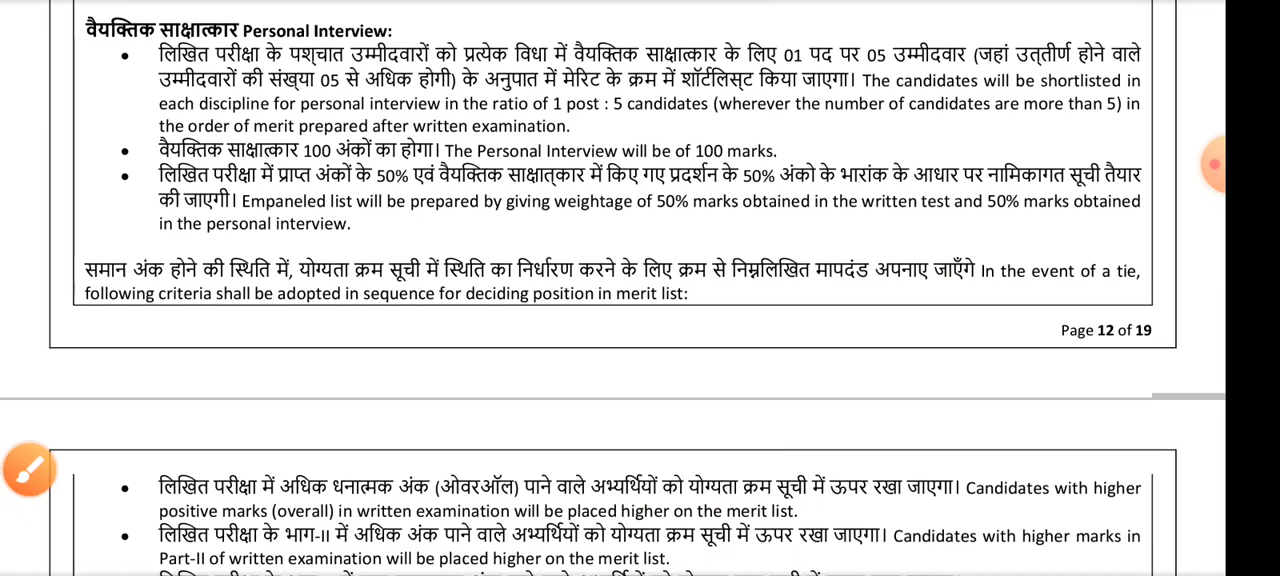 वैयक्तिक साक्षात्कार Personal Interview:
• लिखित परीक्षा के पश्चात उम्मीदवारों को प्रत्येक विधा में वैयक्तिक साक्षात्कार के लिए 01 पद पर 05 उम्मीदवार (जहां उत्तीर्ण होने वाले
उम्मीदवारों की संख्या 05 से अधिक होगी) के अनुपात में मेरिट के क्रम में शॉर्टलिस्ट किया जाएगा। The candidates will be shortlisted in
each discipline for personal interview in the ratio of 1 post : 5 candidates (wherever the number of candidates are more than 5) in
the order of merit prepared after written examination.
• वैयक्तिक साक्षात्कार 100 अंकों का होगा। The Personal Interview will be of 100 marks.
• लिखित परीक्षा में प्राप्त अंकों के 50% एवं वैयक्तिक साक्षात्कार में किए गए प्रदर्शन के 50% अंको के भारांक के आधार पर नामिकागत सूची तैयार
की जाएगी। Empaneled list will be prepared by giving weightage of 50% marks obtained in the written test and 50% marks obtained
in the personal interview.
समान अंक होने की स्थिति में, योग्यता क्रम सूची में स्थिति का निर्धारण करने के लिए क्रम से निम्नलिखित मापदंड अपनाए जाएँगे In the event of a tie,
following criteria shall be adopted in sequence for deciding position in merit list:
Page 12 of 19
• लिखित परीक्षा में अधिक धनात्मक अंक (ओवरऑल) पाने वाले अभ्यर्थियों को योग्यता क्रम सूची में ऊपर रखा जाएगा। Candidates with higher
positive marks (overall) in written examination will be placed higher on the merit list.
• लिखित परीक्षा के भाग-II में अधिक अंक पाने वाले अभ्यर्थियों को योग्यता क्रम सूची में ऊपर रखा जाएगा। Candidates with higher marks in
Part-II of written examination will be placed higher on the merit list.